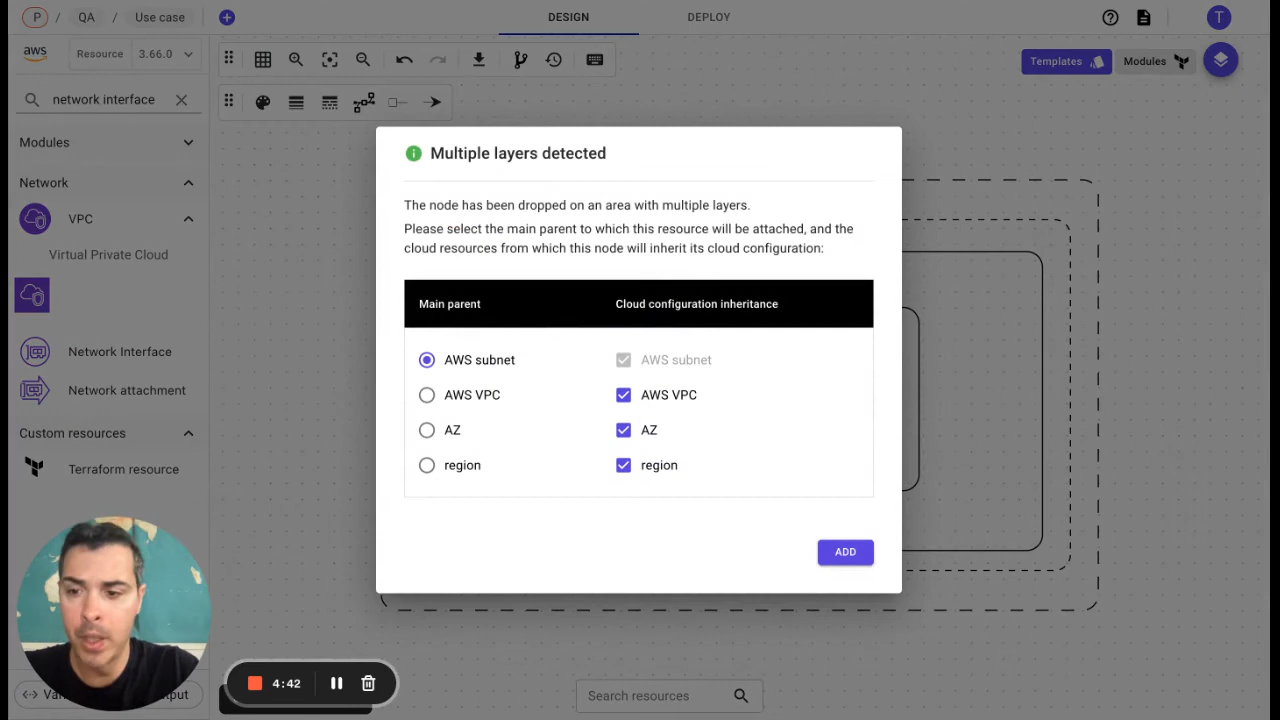 P / QA / Use case
DESIGN
DEPLOY
T
aws
Resource
3.66.0
Templates
Modules
network interface
Modules
Network
VPC
Virtual Private Cloud
Network Interface
Network attachment
Custom resources
Terraform resource
Multiple layers detected
The node has been dropped on an area with multiple layers.
Please select the main parent to which this resource will be attached, and the
cloud resources from which this node will inherit its cloud configuration:
Main parent
Cloud configuration inheritance
AWS subnet
AWS subnet
AWS VPC
AWS VPC
AZ
AZ
region
region
ADD
4:42
Search resources